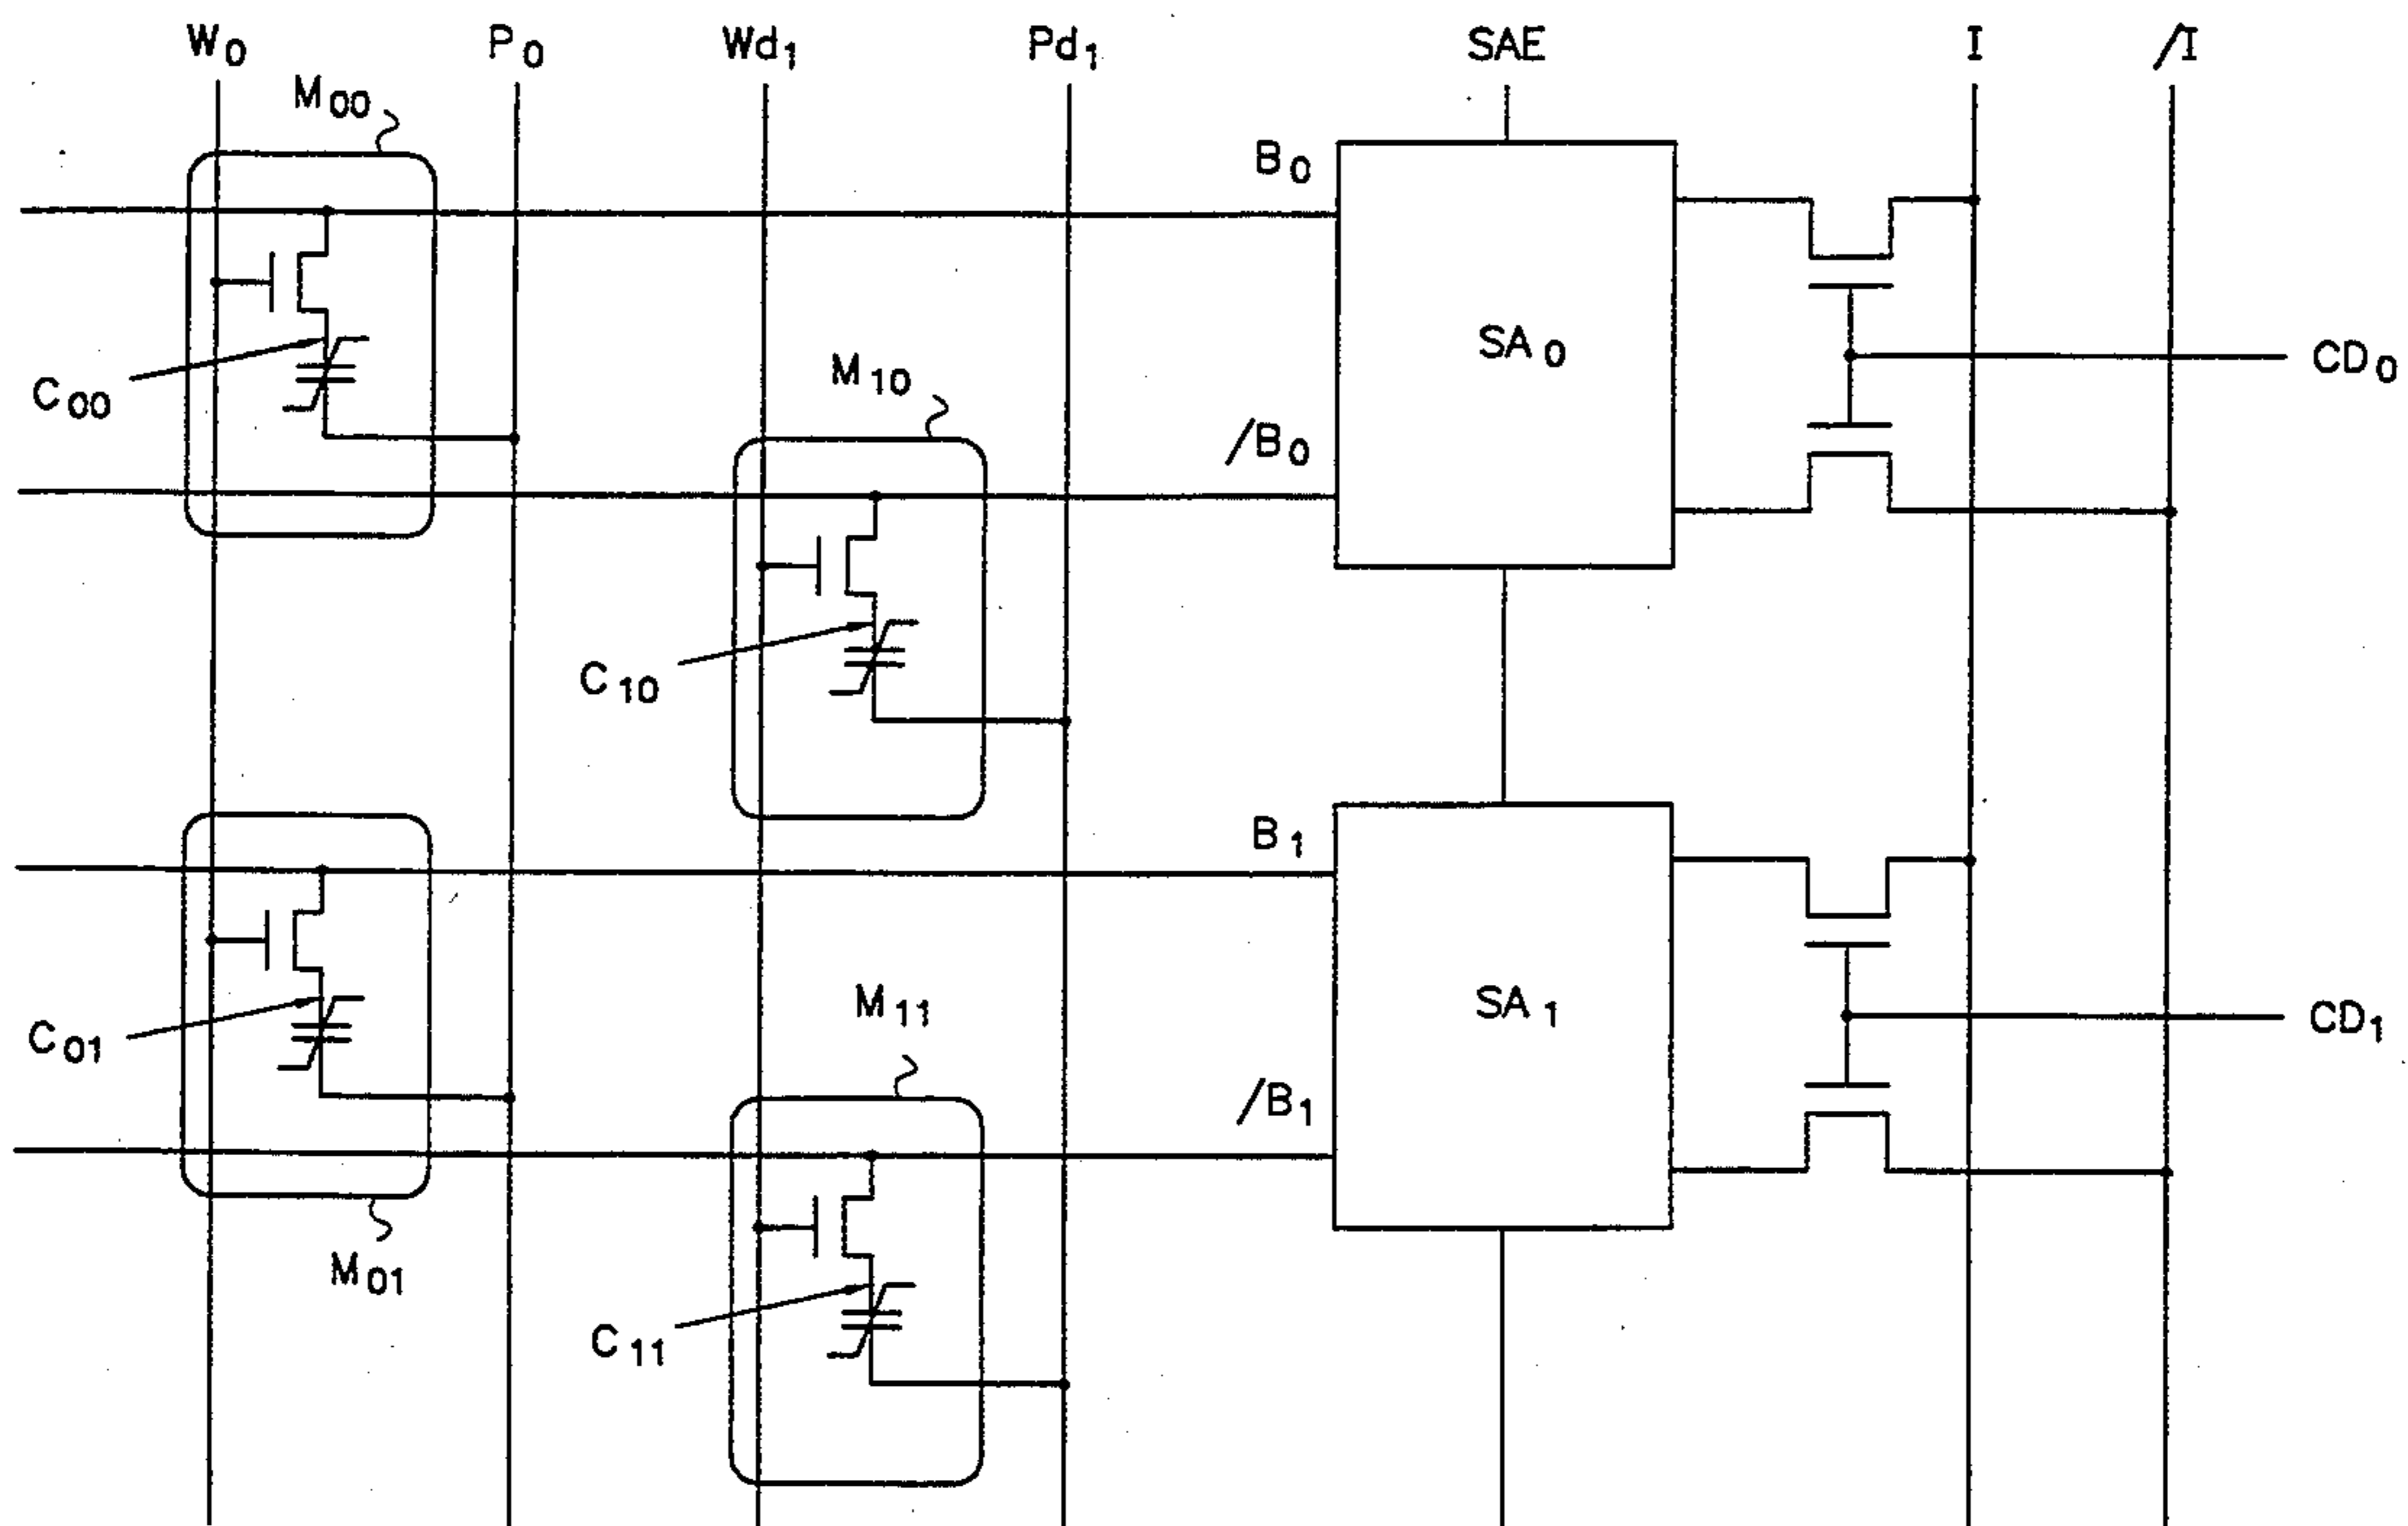 W0 P0 Wd1 Pd1 SAE I /I
M00
B0
SA0
CD0
C00
M10
/B0
C10
B1
M11
SA1
CD1
C01
/B1
M01
C11